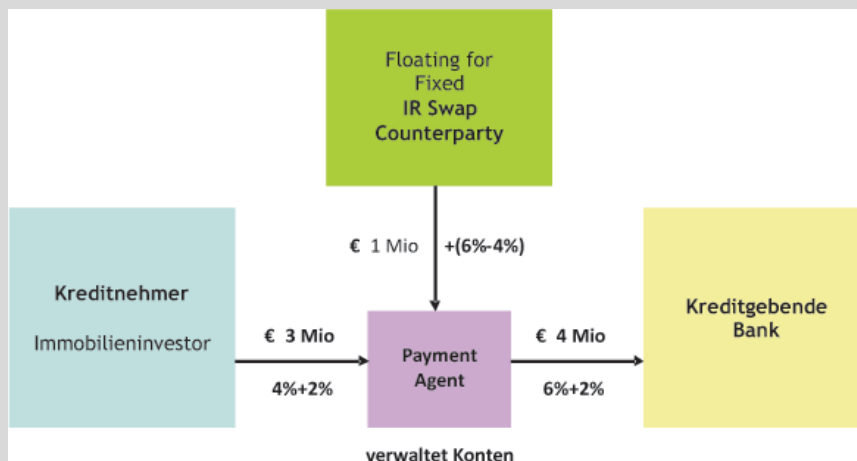 Floating for
Fixed
IR Swap
Counterparty
€ 1 Mio +(6%-4%)
Kreditnehmer
Immobilieninvestor
€ 3 Mio
4%+2%
Payment
Agent
€ 4 Mio
6%+2%
Kreditgebende
Bank
verwaltet Konten